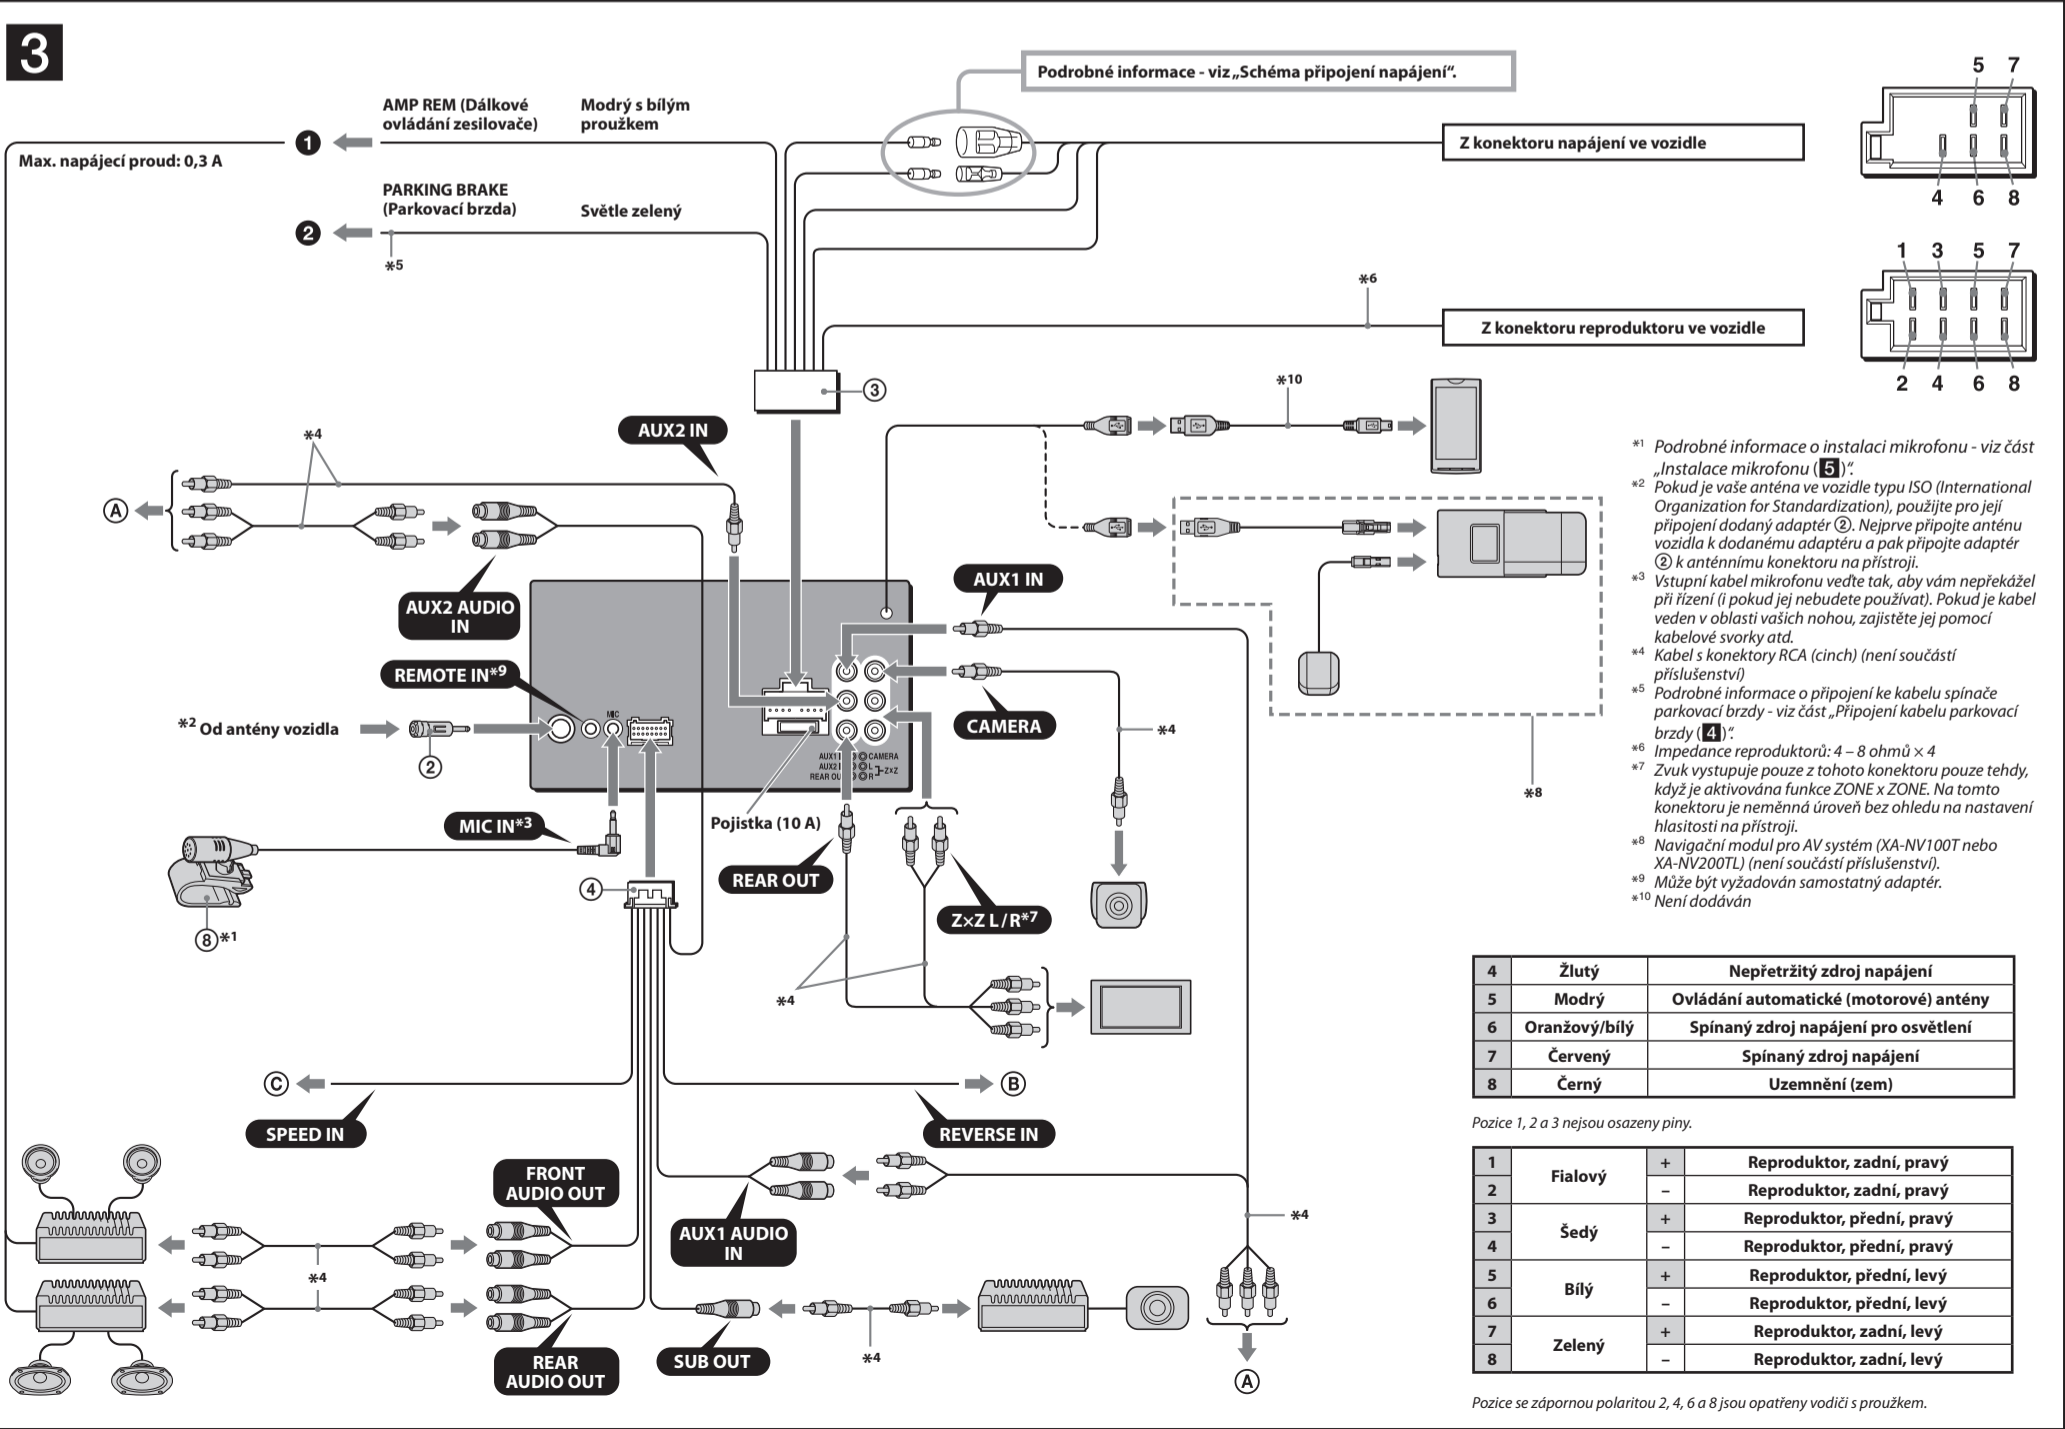 3
Podrobné informace - viz „Schéma připojení napájení“.
5 7
AMP REM (Dálkové
ovládání zesilovače)
Modrý s bílým
proužkem
1
Max. napájecí proud: 0,3 A
Z konektoru napájení ve vozidle
4 6 8
PARKING BRAKE
(Parkovací brzda)
Světle zelený
2
*5
1 3 5 7
*6
Z konektoru reproduktoru ve vozidle
2 4 6 8
3
*10
AUX2 IN
*4
A
AUX2 AUDIO
IN
AUX1 IN
REMOTE IN*9
MIC
*2 Od antény vozidla
2
CAMERA
*4
AUX1 I
CAMERA
AUX2 I
L
REAR OU
R
Z×Z
*8
MIC IN*3
Pojistka (10 A)
REAR OUT
4
Z×Z L / R*7
8 *1
*4
C
B
SPEED IN
REVERSE IN
FRONT
AUDIO OUT
AUX1 AUDIO
IN
*4
*4
REAR
AUDIO OUT
SUB OUT
*4
A
*1 Podrobné informace o instalaci mikrofonu - viz část
„Instalace mikrofonu (5)“.
*2 Pokud je vaše anténa ve vozidle typu ISO (International
Organization for Standardization), použijte pro její
připojení dodaný adaptér ②. Nejprve připojte anténu
vozidla k dodanému adaptéru a pak připojte adaptér
② k anténnímu konektoru na přístroji.
*3 Vstupní kabel mikrofonu veďte tak, aby vám nepřekážel
při řízení (i pokud jej nebudete používat). Pokud je kabel
veden v oblasti vašich nohou, zajistěte jej pomocí
kabelové svorky atd.
*4 Kabel s konektory RCA (cinch) (není součástí
příslušenství)
*5 Podrobné informace o připojení ke kabelu spínače
parkovací brzdy - viz část „Připojení kabelu parkovací
brzdy (4)“.
*6 Impedance reproduktorů: 4 – 8 ohmů × 4
*7 Zvuk vystupuje pouze z tohoto konektoru pouze tehdy,
když je aktivována funkce ZONE x ZONE. Na tomto
konektoru je neměnná úroveň bez ohledu na nastavení
hlasitosti na přístroji.
*8 Navigační modul pro AV systém (XA-NV100T nebo
XA-NV200TL) (není součástí příslušenství).
*9 Může být vyžadován samostatný adaptér.
*10 Není dodáván
4 Žlutý Nepřetržitý zdroj napájení
5 Modrý Ovládání automatické (motorové) antény
6 Oranžový/bílý Spínaný zdroj napájení pro osvětlení
7 Červený Spínaný zdroj napájení
8 Černý Uzemnění (zem)
Pozice 1, 2 a 3 nejsou osazeny piny.
1 Fialový + Reproduktor, zadní, pravý
2 – Reproduktor, zadní, pravý
3 Šedý + Reproduktor, přední, pravý
4 – Reproduktor, přední, pravý
5 Bílý + Reproduktor, přední, levý
6 – Reproduktor, přední, levý
7 Zelený + Reproduktor, zadní, levý
8 – Reproduktor, zadní, levý
Pozice se zápornou polaritou 2, 4, 6 a 8 jsou opatřeny vodiči s proužkem.